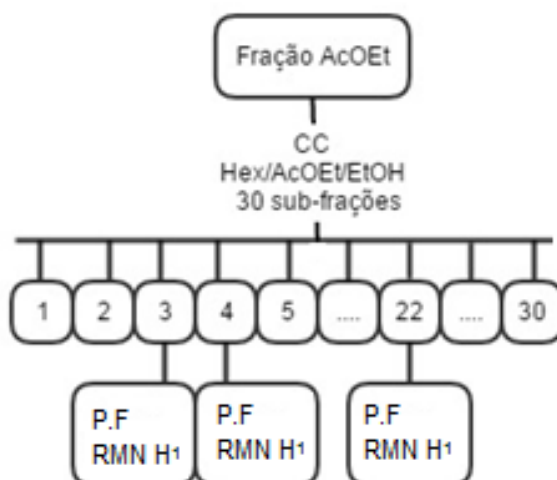 Fração AcOEt
CC
Hex/AcOEt/EtOH
30 sub-frações
1 2 3 4 5 .... 22 .... 30
P.F P.F P.F
RMN H¹ RMN H¹ RMN H¹